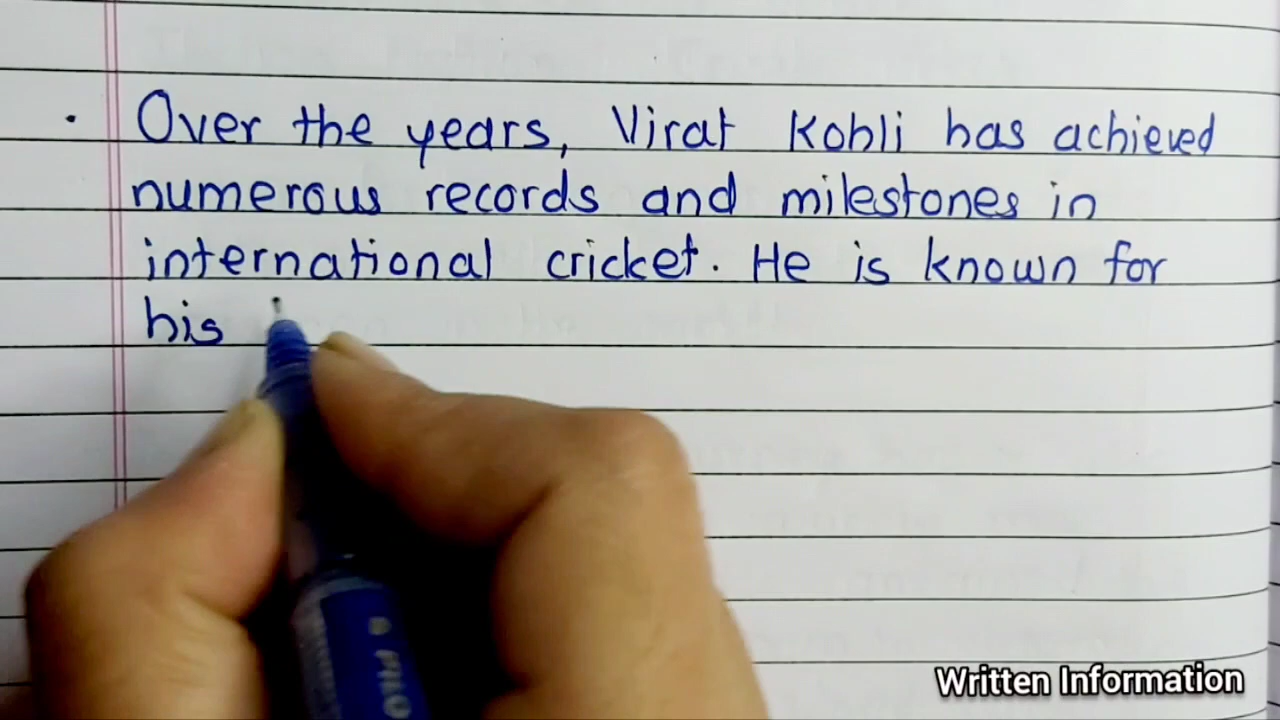 · Over the years, Virat Kohli has achieved
numerous records and milestones in
international cricket. He is known for
his
PILO
Written Information